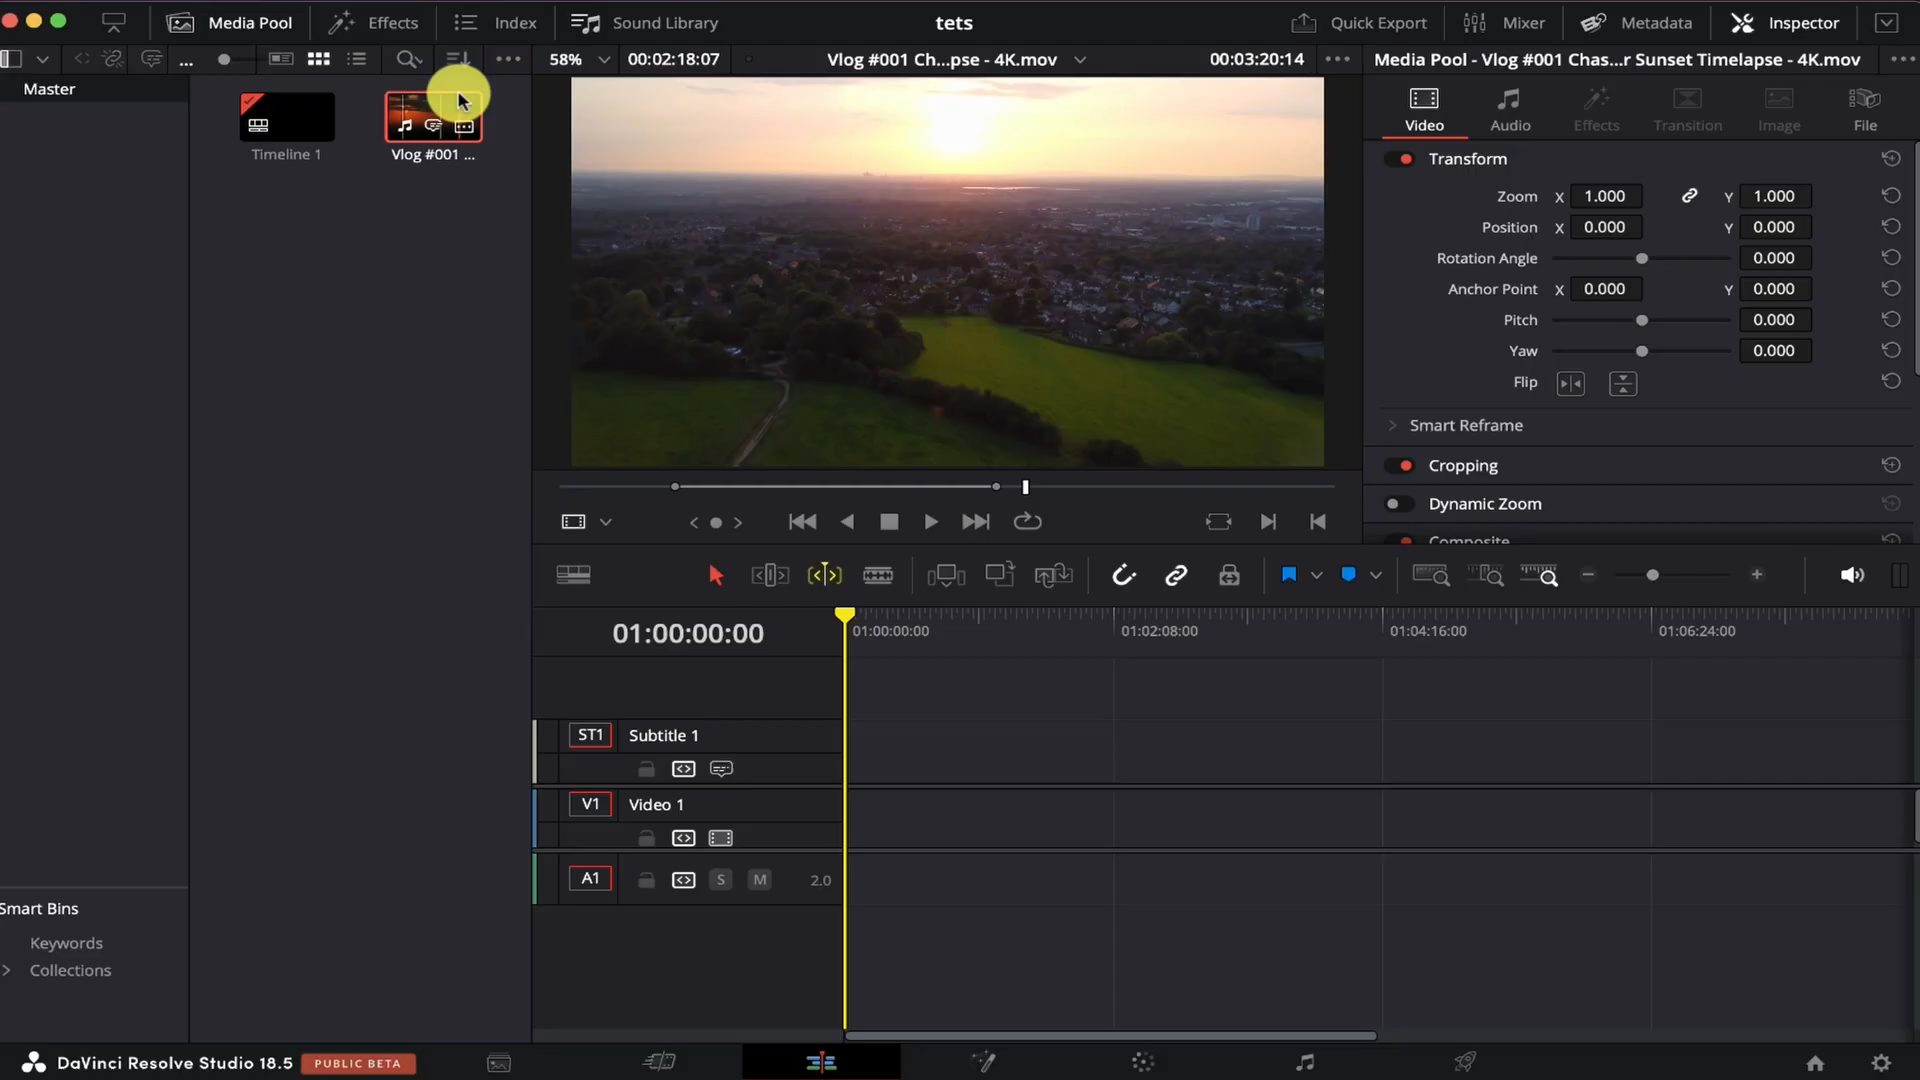 Media Pool
Effects
Index
Sound Library
tets
Quick Export
Mixer
Metadata
Inspector
58%
00:02:18:07
Vlog #001 Ch...pse - 4K.mov
00:03:20:14
Media Pool - Vlog #001 Chas...r Sunset Timelapse - 4K.mov
Master
Timeline 1
Vlog #001 ...
Video
Audio
Effects
Transition
Image
File
Transform
Zoom X 1.000 Y 1.000
Position X 0.000 Y 0.000
Rotation Angle 0.000
Anchor Point X 0.000 Y 0.000
Pitch 0.000
Yaw 0.000
Flip
Smart Reframe
Cropping
Dynamic Zoom
Composite
01:00:00:00
01:00:00:00
01:02:08:00
01:04:16:00
01:06:24:00
ST1 Subtitle 1
V1 Video 1
A1 S M 2.0
Smart Bins
Keywords
Collections
DaVinci Resolve Studio 18.5 PUBLIC BETA